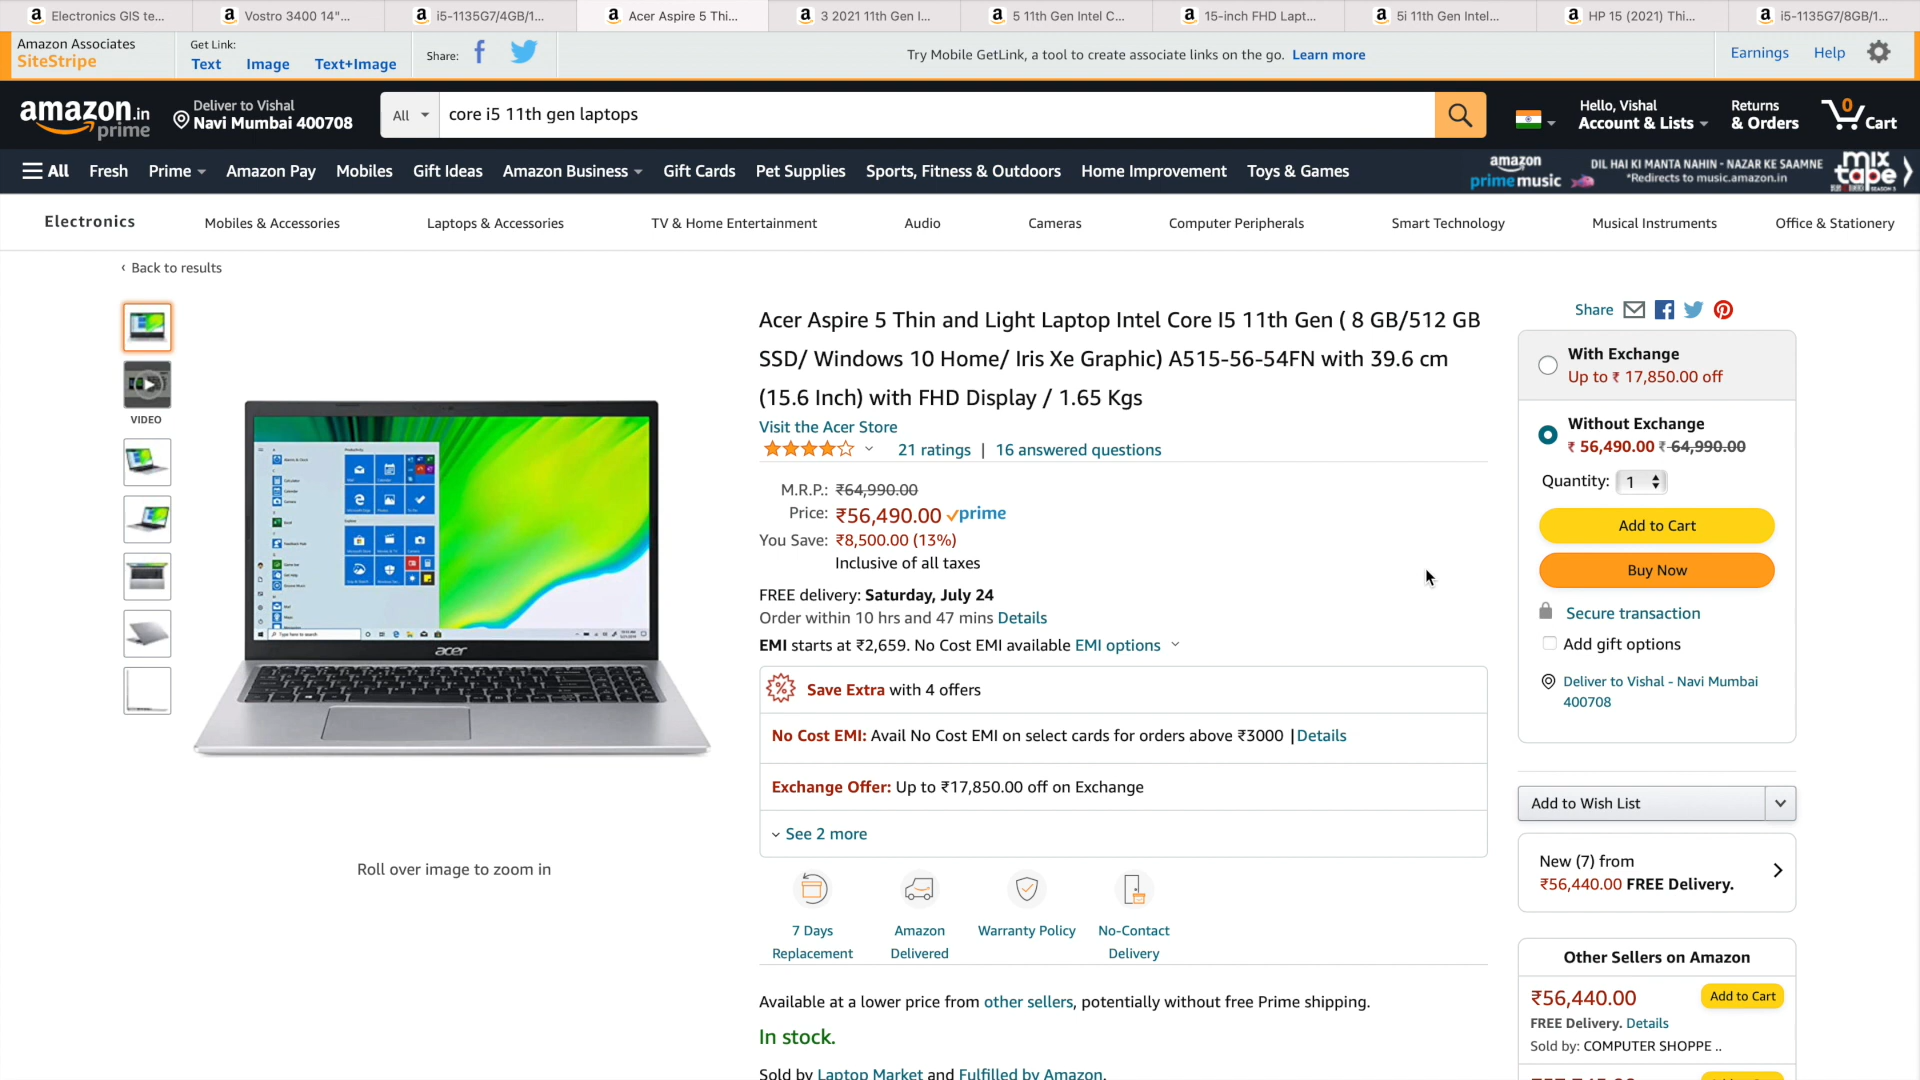 Electronics GIS te...
Vostro 3400 14"...
i5-1135G7/4GB/1...
Acer Aspire 5 Thi...
3 2021 11th Gen I...
5 11th Gen Intel C...
15-inch FHD Lapt...
5i 11th Gen Intel...
HP 15 (2021) Thi...
i5-1135G7/8GB/1...
Amazon Associates
SiteStripe
Get Link:
Text Image Text+Image
Share:
Try Mobile GetLink, a tool to create associate links on the go. Learn more
Earnings Help
amazon.in
prime
Deliver to Vishal
Navi Mumbai 400708
All
core i5 11th gen laptops
Hello, Vishal
Account & Lists
Returns
& Orders
0
Cart
All Fresh Prime Amazon Pay Mobiles Gift Ideas Amazon Business Gift Cards Pet Supplies Sports, Fitness & Outdoors Home Improvement Toys & Games
amazon
prime music
DIL HAI KI MANTA NAHIN - NAZAR KE SAAMNE
*Redirects to music.amazon.in
mix
tape
Electronics Mobiles & Accessories Laptops & Accessories TV & Home Entertainment Audio Cameras Computer Peripherals Smart Technology Musical Instruments Office & Stationery
‹ Back to results
VIDEO
acer
Roll over image to zoom in
Acer Aspire 5 Thin and Light Laptop Intel Core I5 11th Gen ( 8 GB/512 GB
SSD/ Windows 10 Home/ Iris Xe Graphic) A515-56-54FN with 39.6 cm
(15.6 Inch) with FHD Display / 1.65 Kgs
Visit the Acer Store
21 ratings | 16 answered questions
M.R.P.: ₹64,990.00
Price: ₹56,490.00 prime
You Save: ₹8,500.00 (13%)
Inclusive of all taxes
FREE delivery: Saturday, July 24
Order within 10 hrs and 47 mins Details
EMI starts at ₹2,659. No Cost EMI available EMI options
Save Extra with 4 offers
No Cost EMI: Avail No Cost EMI on select cards for orders above ₹3000 |Details
Exchange Offer: Up to ₹17,850.00 off on Exchange
See 2 more
7 Days
Replacement
Amazon
Delivered
Warranty Policy
No-Contact
Delivery
Available at a lower price from other sellers, potentially without free Prime shipping.
In stock.
Sold by Laptop Market and Fulfilled by Amazon.
Share
With Exchange
Up to ₹ 17,850.00 off
Without Exchange
₹ 56,490.00 ₹ 64,990.00
Quantity: 1
Add to Cart
Buy Now
Secure transaction
Add gift options
Deliver to Vishal - Navi Mumbai
400708
Add to Wish List
New (7) from
₹56,440.00 FREE Delivery.
Other Sellers on Amazon
₹56,440.00
Add to Cart
FREE Delivery. Details
Sold by: COMPUTER SHOPPE ..